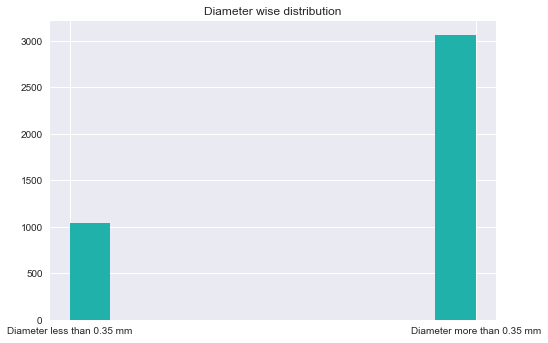 Diameter wise distribution
3000
2500
2000
1500
1000
500
0
Diameter less than 0.35 mm
Diameter more than 0.35 mm